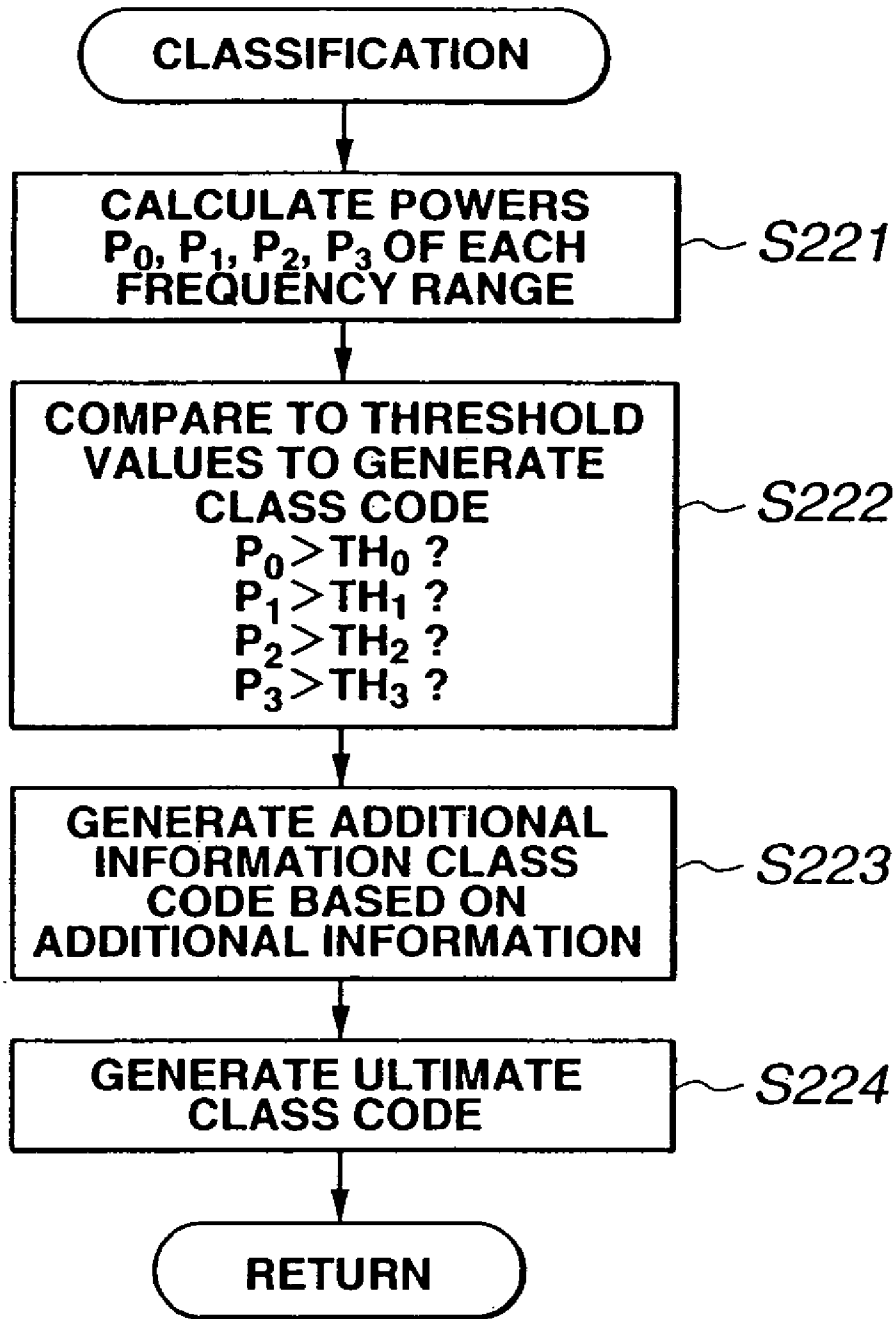 CLASSIFICATION
CALCULATE POWERS
P₀, P₁, P₂, P₃ OF EACH
FREQUENCY RANGE
S221
COMPARE TO THRESHOLD
VALUES TO GENERATE
CLASS CODE
P₀>TH₀ ?
P₁>TH₁ ?
P₂>TH₂ ?
P₃>TH₃ ?
S222
GENERATE ADDITIONAL
INFORMATION CLASS
CODE BASED ON
ADDITIONAL INFORMATION
S223
GENERATE ULTIMATE
CLASS CODE
S224
RETURN